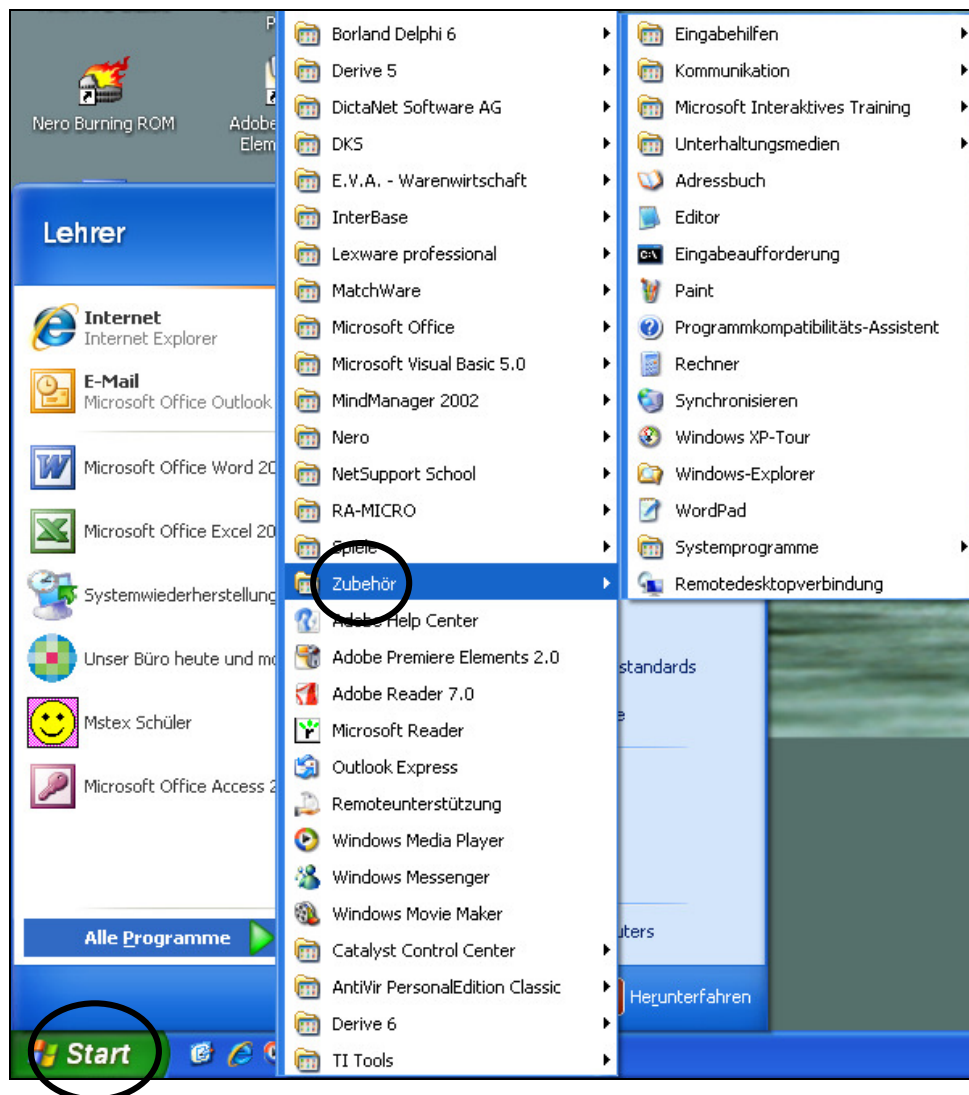 P
Nero Burning ROM
Adobe
Elem
Lehrer
Internet
Internet Explorer
E-Mail
Microsoft Office Outlook
Microsoft Office Word 20
Microsoft Office Excel 20
Systemwiederherstellung
Unser Büro heute und mo
Mstex Schüler
Microsoft Office Access 2
Alle Programme
Start
Borland Delphi 6
Derive 5
DictaNet Software AG
DKS
E.V.A. - Warenwirtschaft
InterBase
Lexware professional
MatchWare
Microsoft Office
Microsoft Visual Basic 5.0
MindManager 2002
Nero
NetSupport School
RA-MICRO
Spiele
Zubehör
Adobe Help Center
Adobe Premiere Elements 2.0
Adobe Reader 7.0
Microsoft Reader
Outlook Express
Remoteunterstützung
Windows Media Player
Windows Messenger
Windows Movie Maker
Catalyst Control Center
AntiVir PersonalEdition Classic
Derive 6
TI Tools
Eingabehilfen
Kommunikation
Microsoft Interaktives Training
Unterhaltungsmedien
Adressbuch
Editor
Eingabeaufforderung
Paint
Programmkompatibilitäts-Assistent
Rechner
Synchronisieren
Windows XP-Tour
Windows-Explorer
WordPad
Systemprogramme
Remotedesktopverbindung
standards
e
uters
Herunterfahren